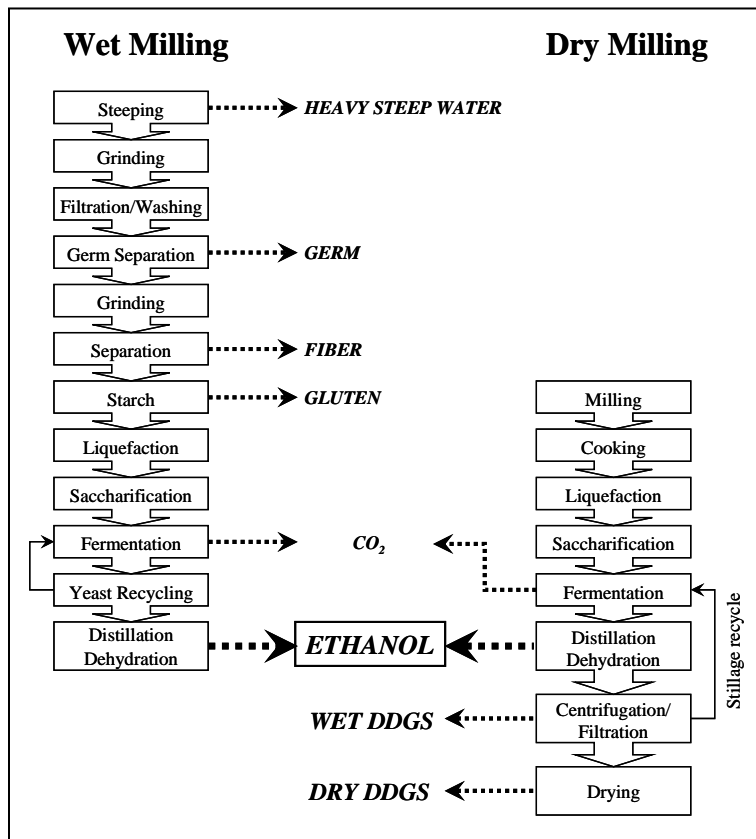 Wet Milling
Dry Milling
Steeping
HEAVY STEEP WATER
Grinding
Filtration/Washing
Germ Separation
GERM
Grinding
Separation
FIBER
Starch
GLUTEN
Liquefaction
Saccharification
Fermentation
CO₂
Yeast Recycling
Distillation
Dehydration
ETHANOL
Milling
Cooking
Liquefaction
Saccharification
Fermentation
Distillation
Dehydration
Stillage recycle
Centrifugation/
Filtration
WET DDGS
Drying
DRY DDGS